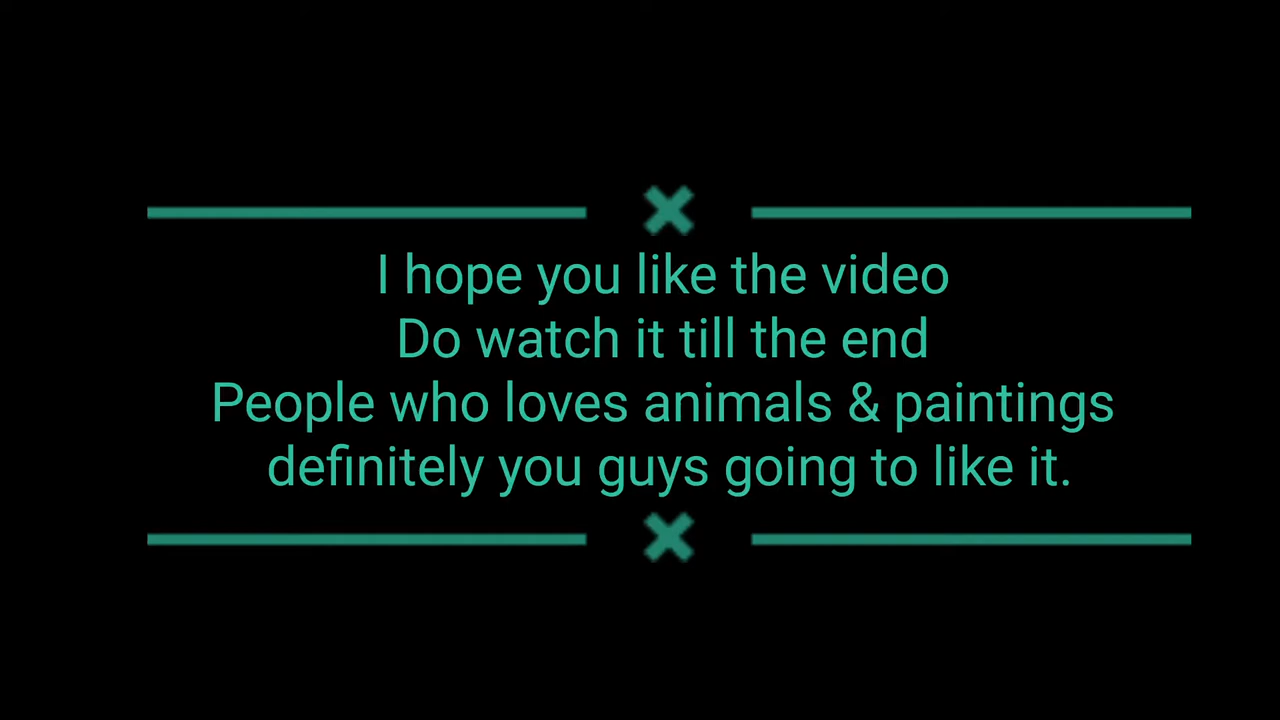 I hope you like the video
Do watch it till the end
People who loves animals & paintings
definitely you guys going to like it.